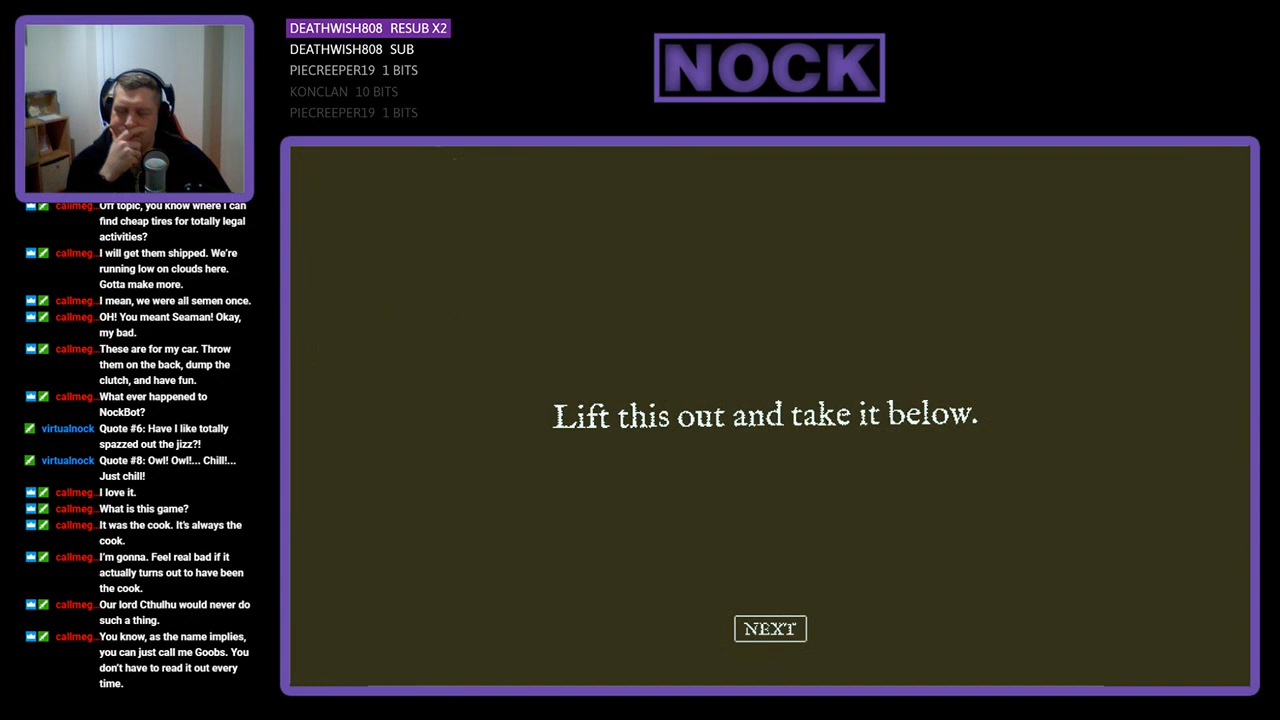 DEATHWISH808 RESUB X2
DEATHWISH808 SUB
PIECREEPER19 1 BITS
KONCLAN 10 BITS
PIECREEPER19 1 BITS
NOCK
callmeg... Off topic, you know where I can
find cheap tires for totally legal
activities?
callmeg... I will get them shipped. We're
running low on clouds here.
Gotta make more.
callmeg... I mean, we were all semen once.
callmeg... OH! You meant Seaman! Okay,
my bad.
callmeg... These are for my car. Throw
them on the back, dump the
clutch, and have fun.
callmeg... What ever happened to
NockBot?
virtualnock Quote #6: Have I like totally
spazzed out the jizz?!
virtualnock Quote #8: Owl! Owl!... Chill!...
Just chill!
callmeg... I love it.
callmeg... What is this game?
callmeg... It was the cook. It's always the
cook.
callmeg... I'm gonna. Feel real bad if it
actually turns out to have been
the cook.
callmeg... Our lord Cthulhu would never do
such a thing.
callmeg... You know, as the name implies,
you can just call me Goobs. You
don't have to read it out every
time.
Lift this out and take it below.
NEXT